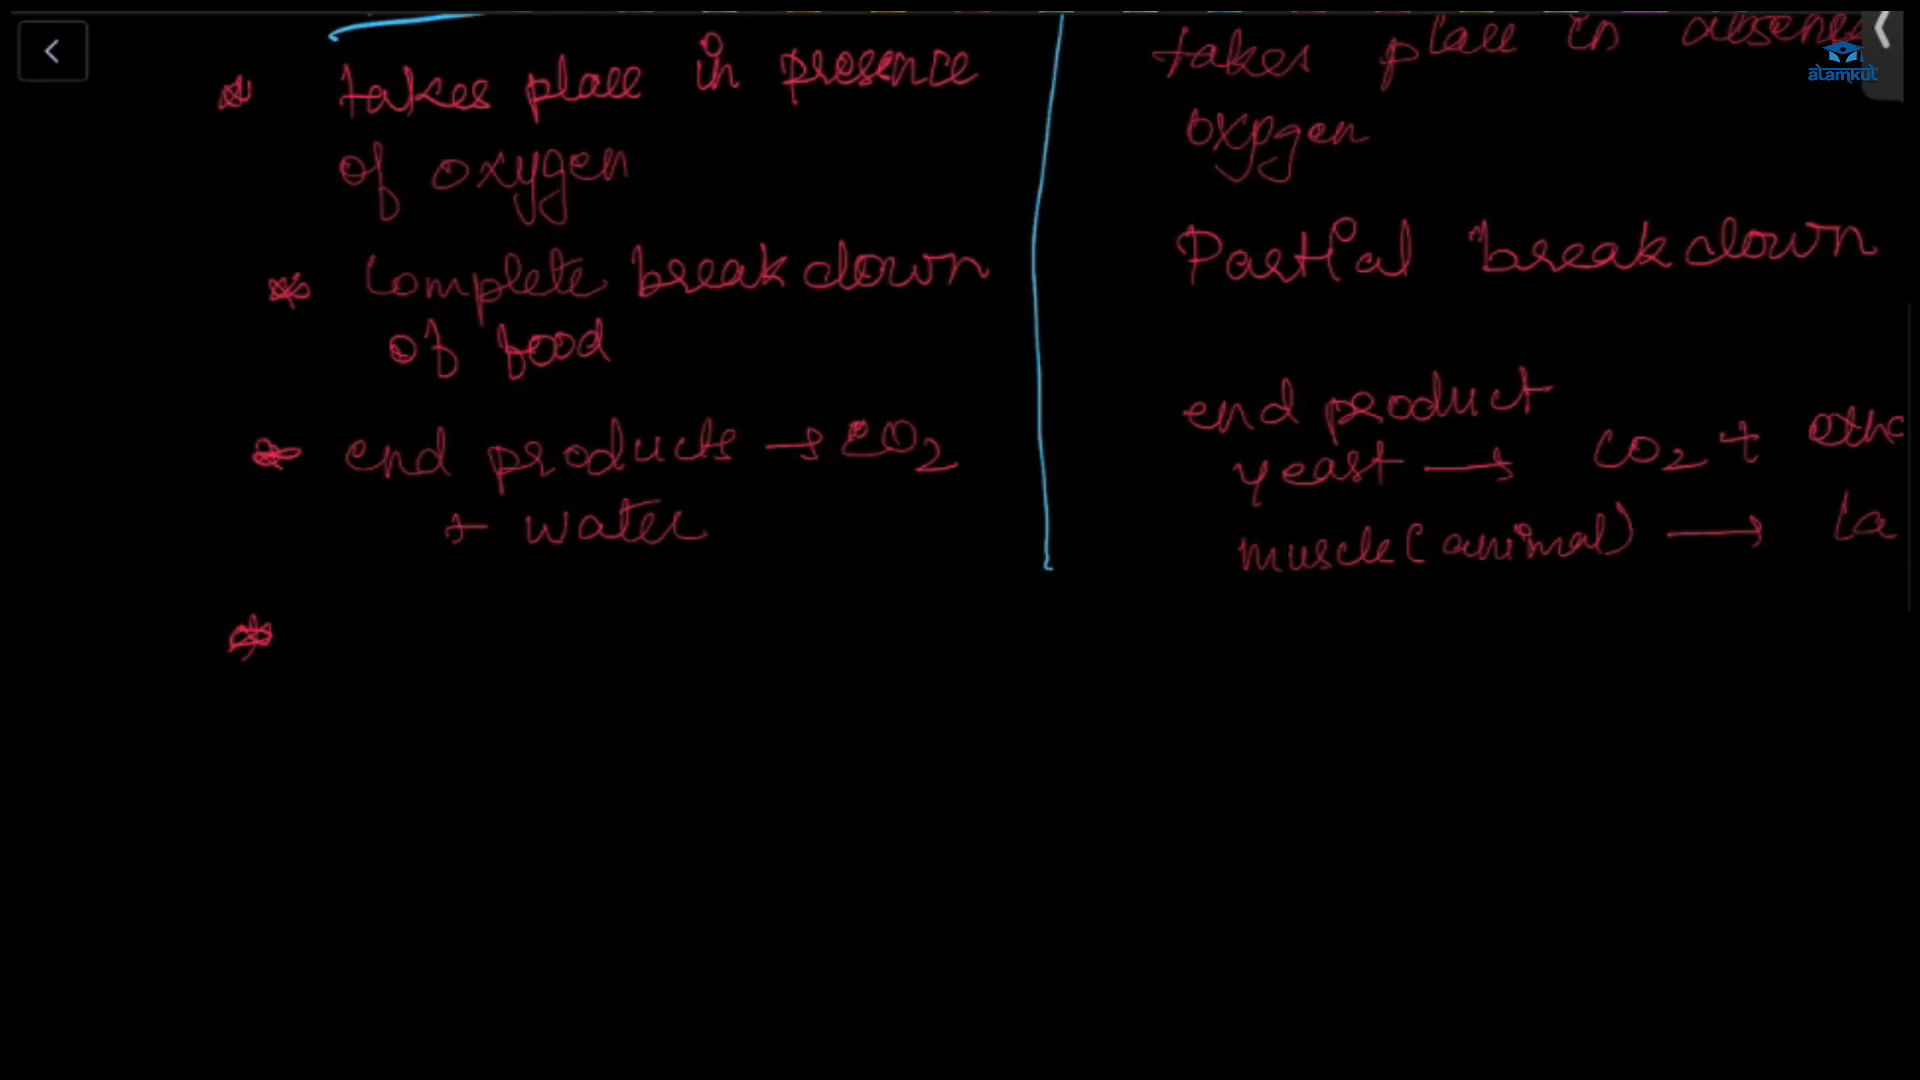 takes place in presence
of oxygen
complete breakdown
of food
end products → CO2
+ water
takes place in absence
oxygen
Partial breakdown
end product
yeast → CO2 +
muscle (animal) →
alamkut